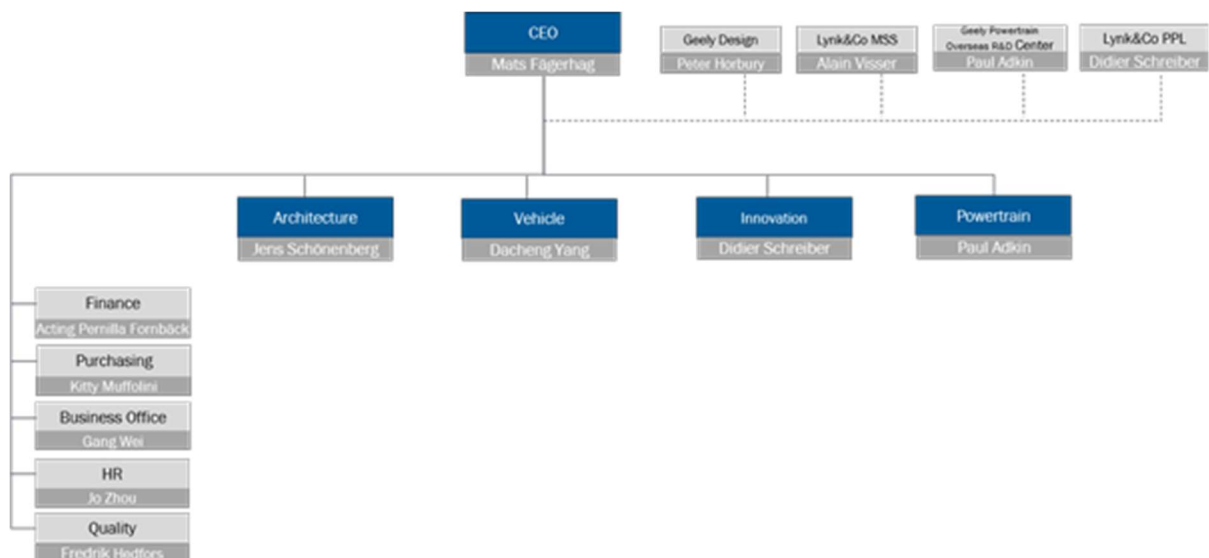 CEO
Mats Fägerhag
Geely Design
Peter Horbury
Lynk&Co MSS
Alain Visser
Geely Powertrain
Overseas R&D Center
Paul Adkin
Lynk&Co PPL
Didier Schreiber
Architecture
Jens Schönenberg
Vehicle
Dacheng Yang
Innovation
Didier Schreiber
Powertrain
Paul Adkin
Finance
Acting Pernilla Fornbäck
Purchasing
Kitty Muffolini
Business Office
Gang Wei
HR
Jo Zhou
Quality
Fredrik Hedfors